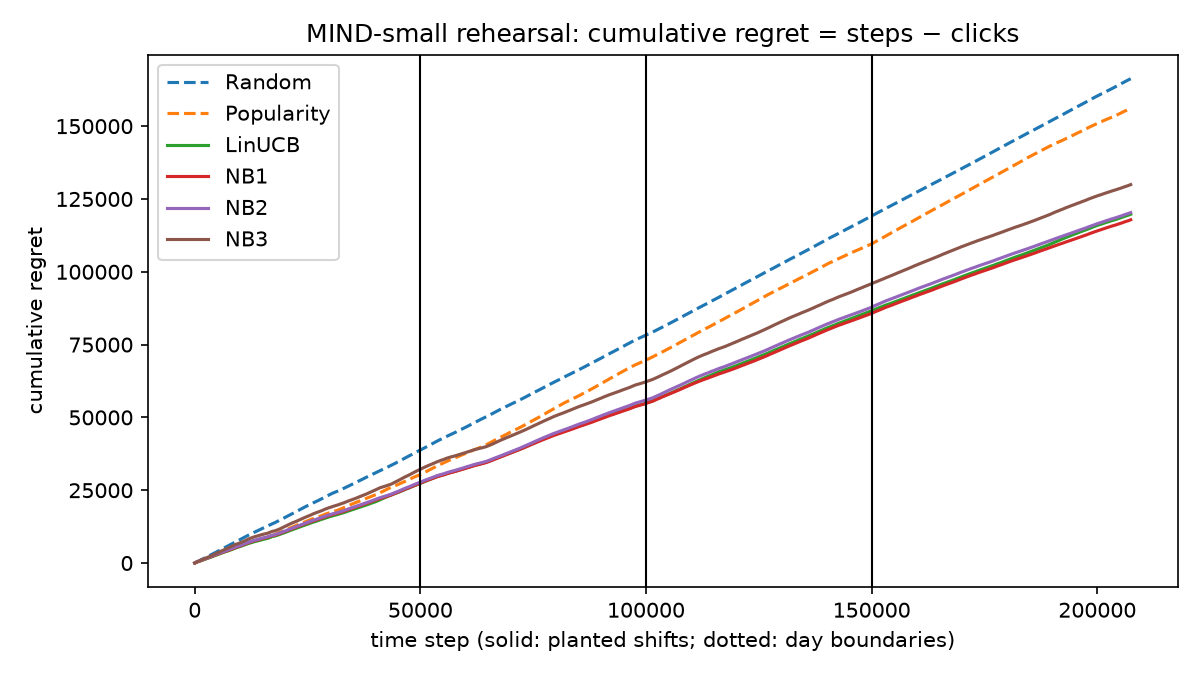 MIND-small rehearsal: cumulative regret = steps − clicks
Random
Popularity
LinUCB
NB1
NB2
NB3
cumulative regret
150000
125000
100000
75000
50000
25000
0
0
50000
100000
150000
200000
time step (solid: planted shifts; dotted: day boundaries)